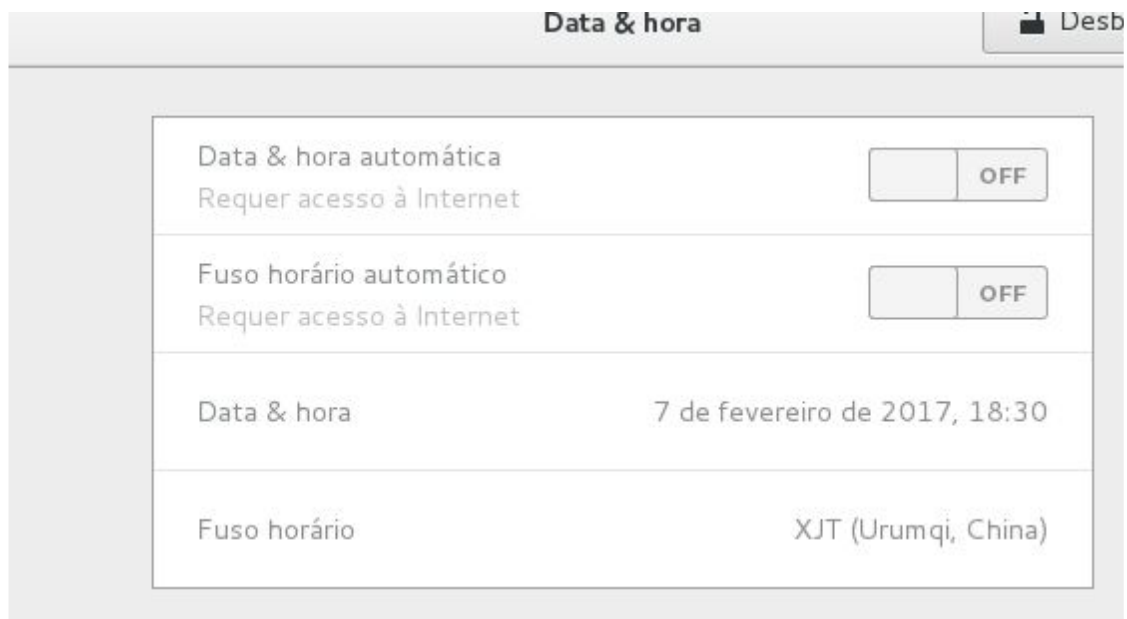 Data & hora
Desb
Data & hora automática
OFF
Requer acesso à Internet
Fuso horário automático
OFF
Requer acesso à Internet
Data & hora 7 de fevereiro de 2017, 18:30
Fuso horário XJT (Urumqi, China)